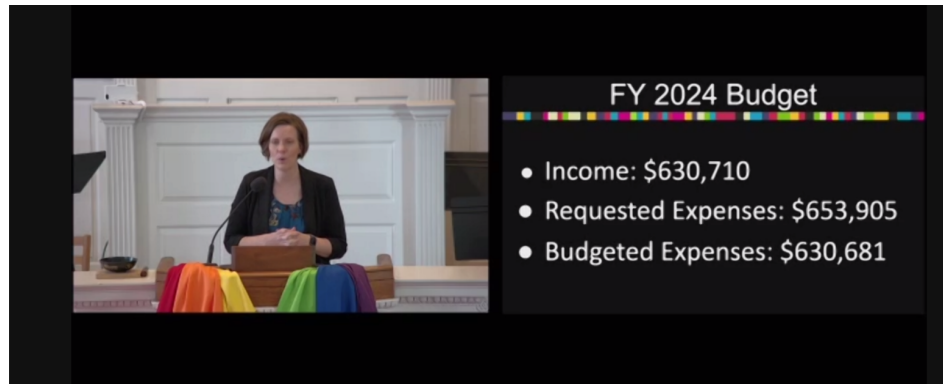 FY 2024 Budget
● Income: $630,710
● Requested Expenses: $653,905
● Budgeted Expenses: $630,681